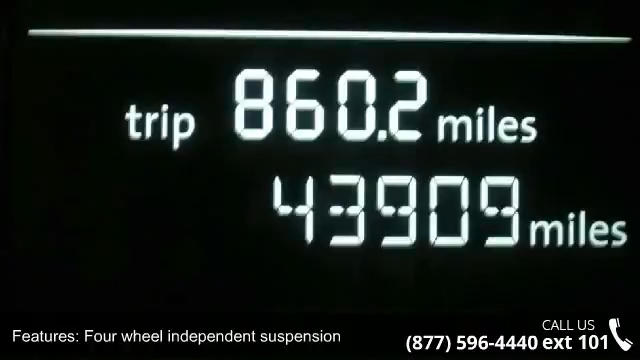 trip 860.2 miles
43909 miles
CALL US
Features: Four wheel independent suspension
(877) 596-4440 ext 101